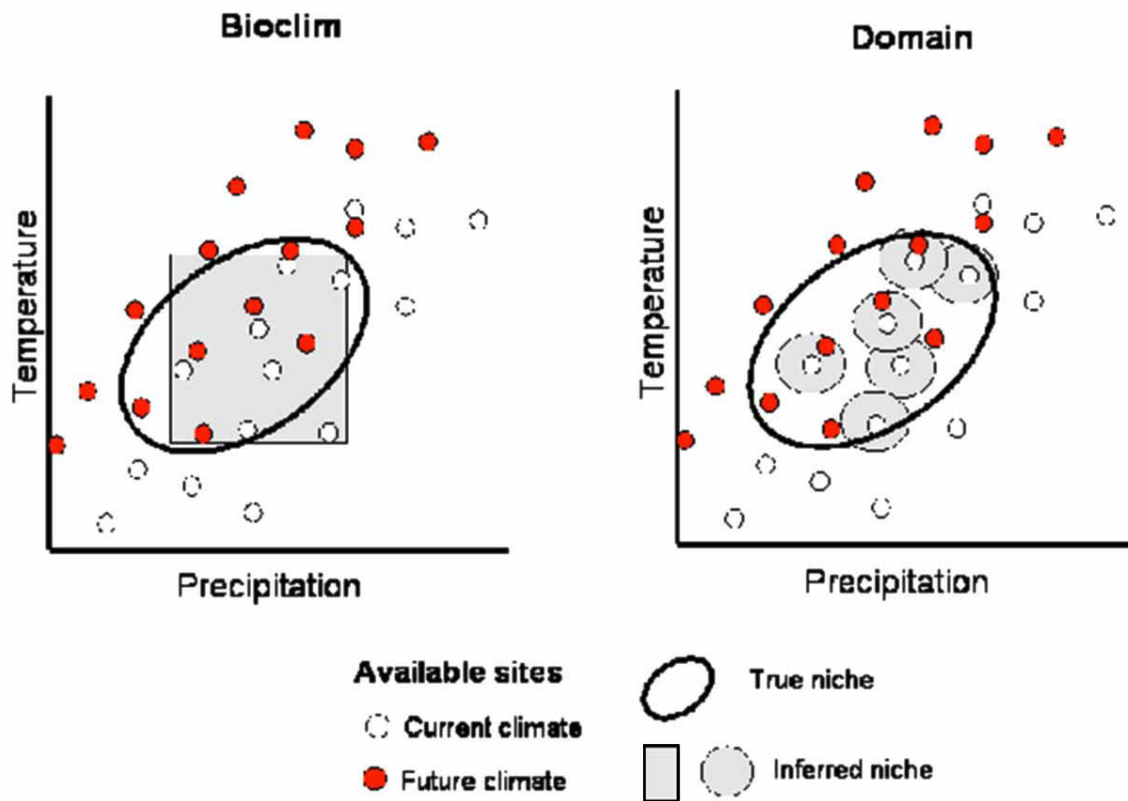 Bioclim
Temperature
Precipitation
Domain
Temperature
Precipitation
Available sites
Current climate
Future climate
True niche
Inferred niche